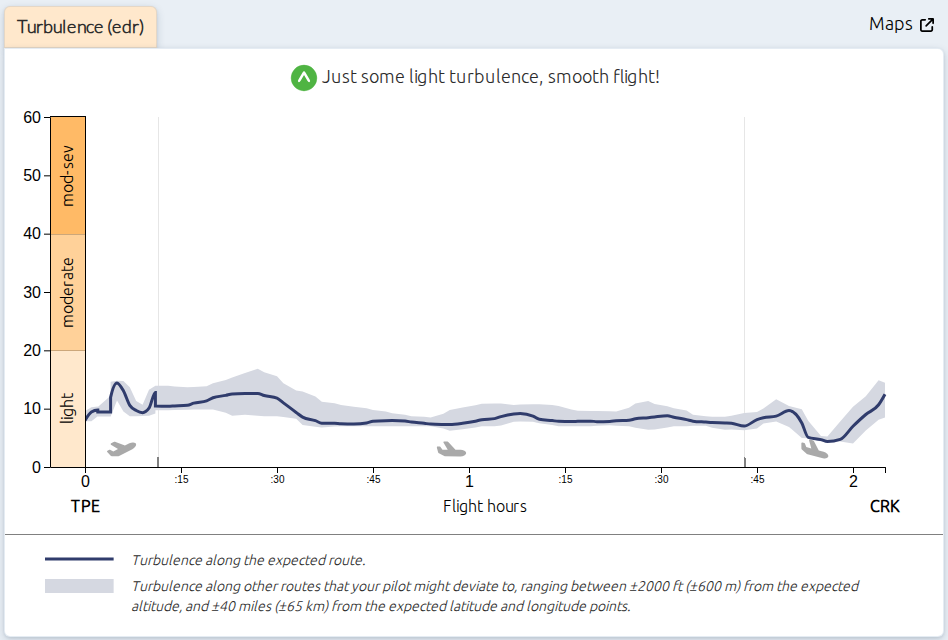 Turbulence (edr)
Maps
Just some light turbulence, smooth flight!
60
50
40
30
20
10
0
mod-sev
moderate
light
0 :15 :30 :45 1 :15 :30 :45 2
TPE Flight hours CRK
Turbulence along the expected route.
Turbulence along other routes that your pilot might deviate to, ranging between ±2000 ft (±600 m) from the expected
altitude, and ±40 miles (±65 km) from the expected latitude and longitude points.